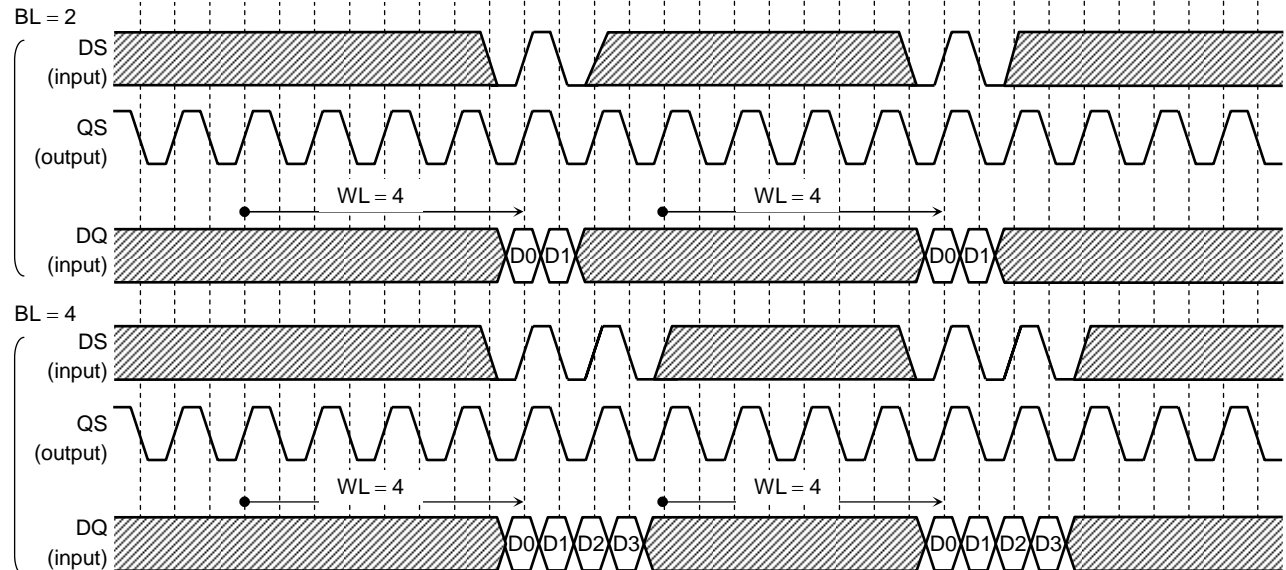 BL = 2
DS
(input)
QS
(output)
WL = 4 WL = 4
DQ
(input)
D0 D1 D0 D1
BL = 4
DS
(input)
QS
(output)
WL = 4 WL = 4
DQ
(input)
D0 D1 D2 D3 D0 D1 D2 D3